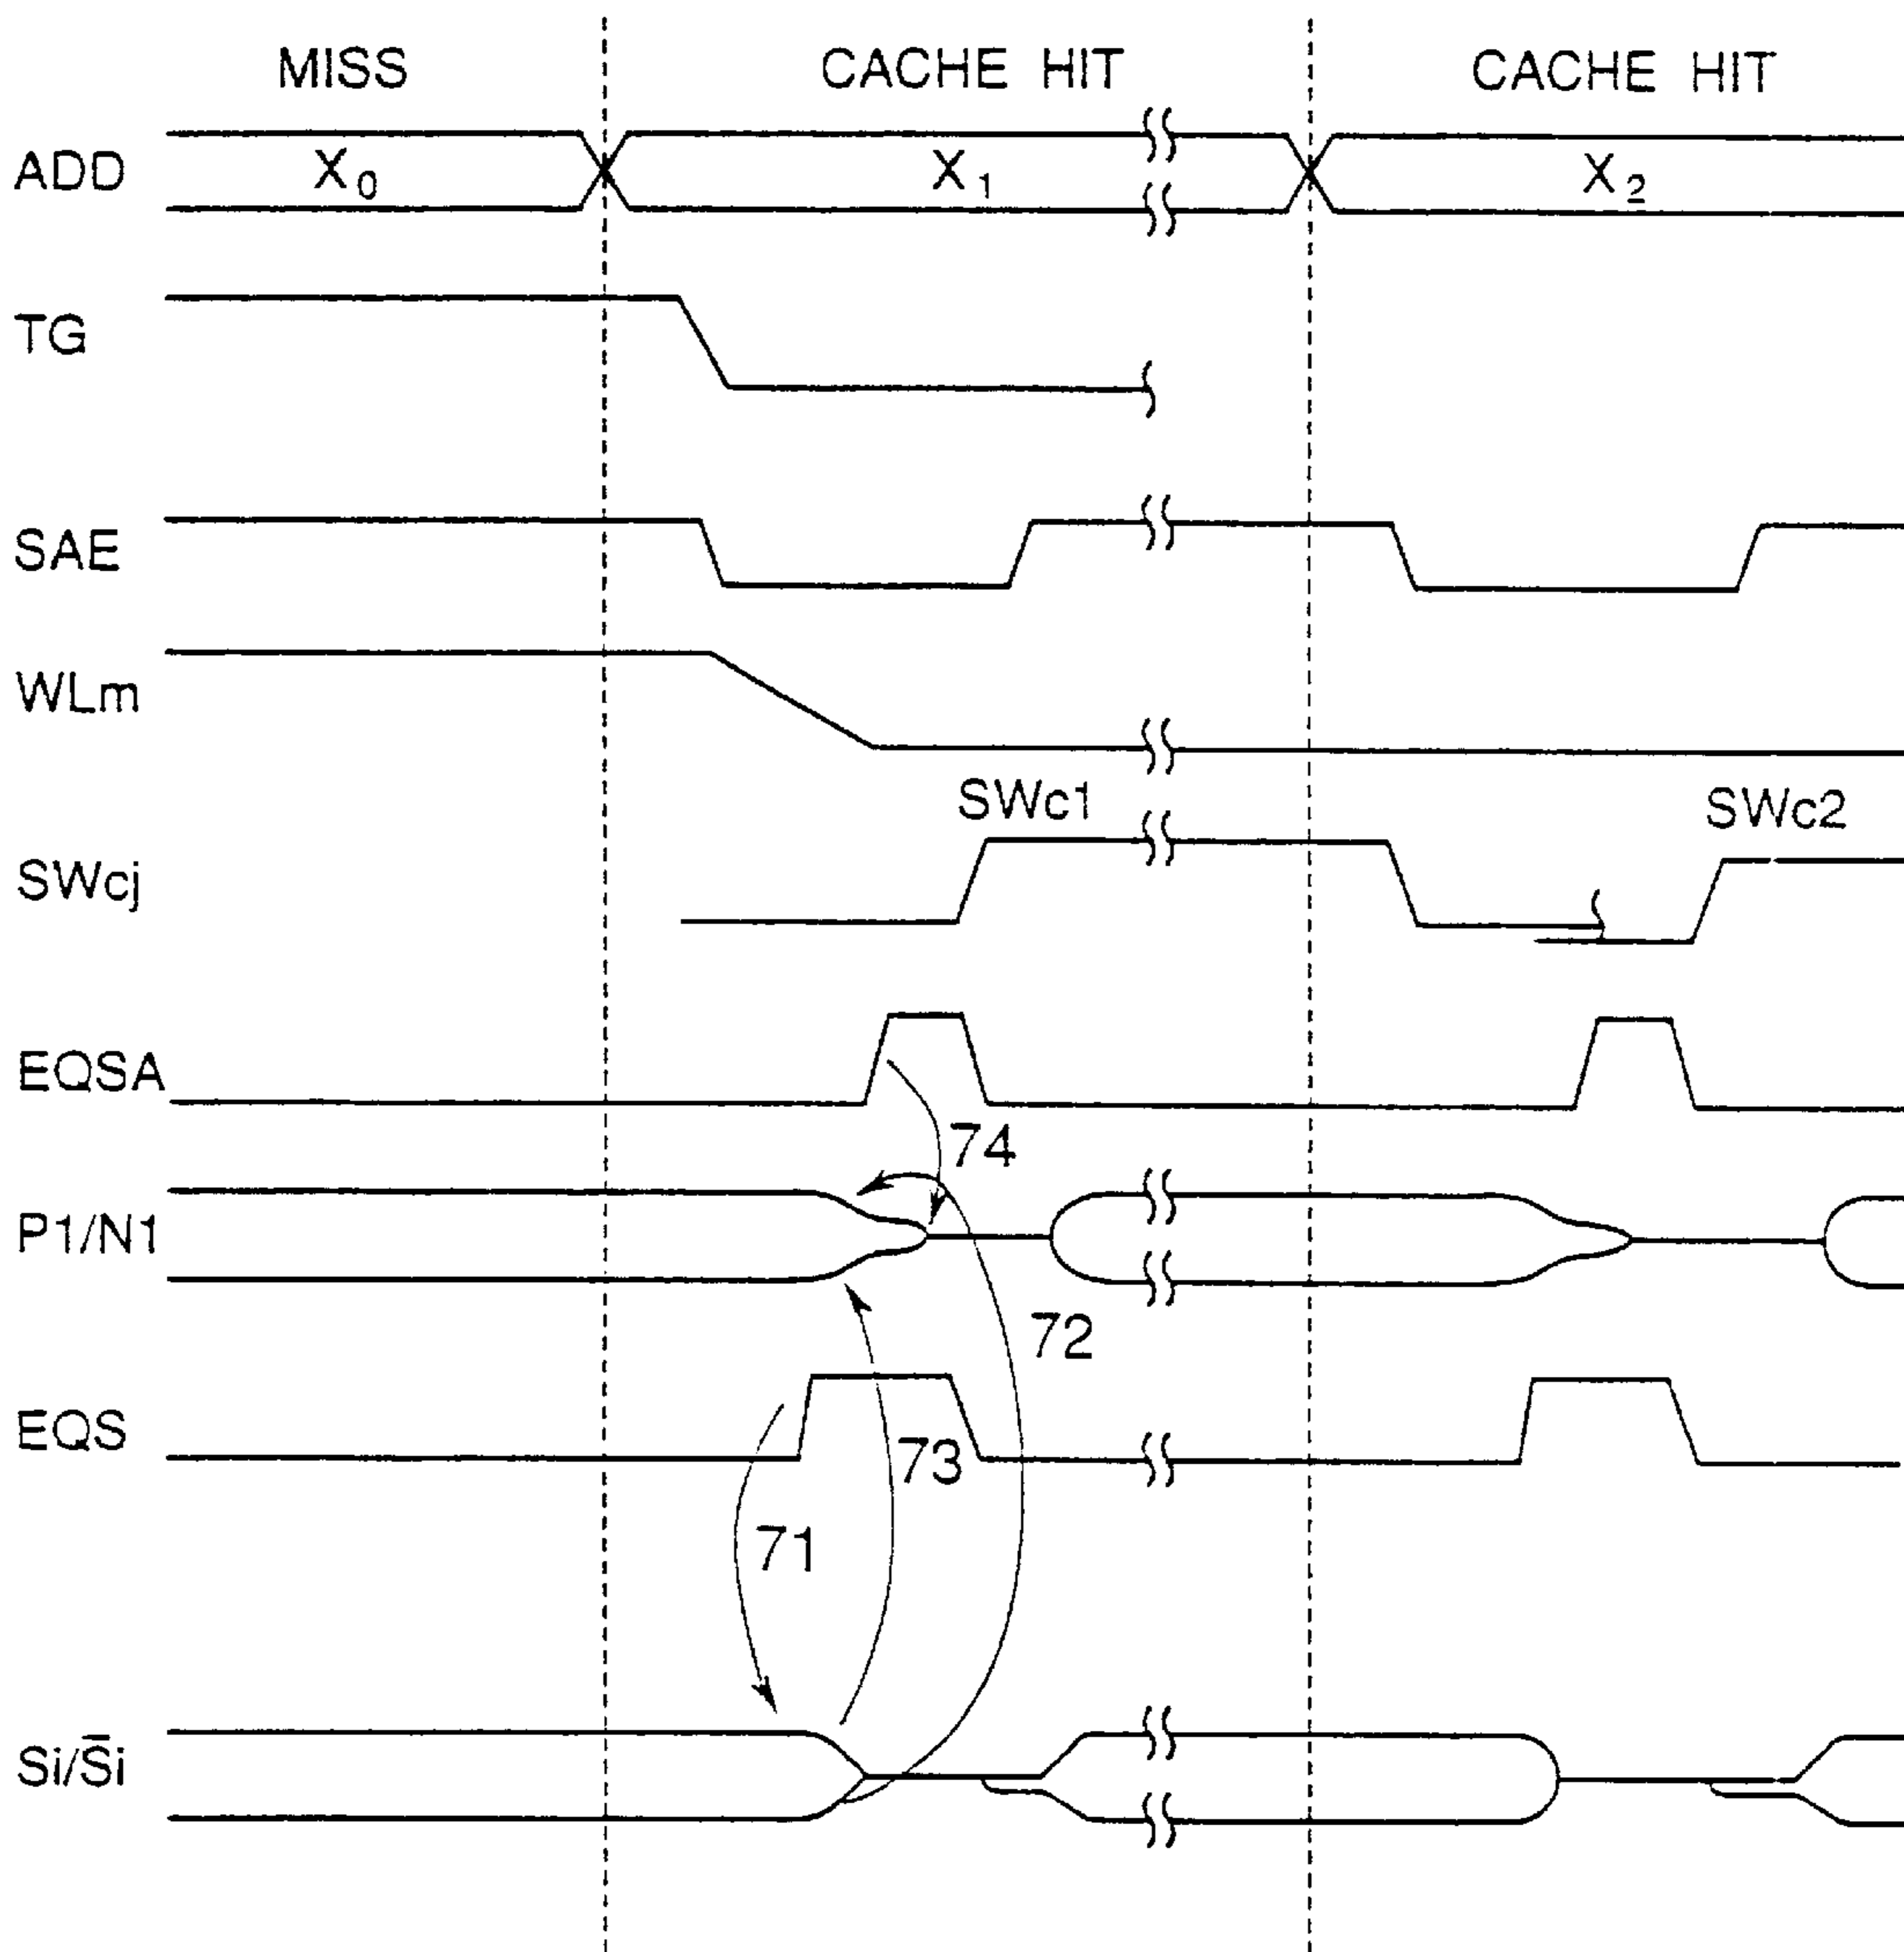 MISS CACHE HIT CACHE HIT
ADD X0 X1 X2
TG
SAE
WLm
SWc1 SWc2
SWcj
EQSA
74
P1/N1
72
EQS
73
71
Si/S̅i